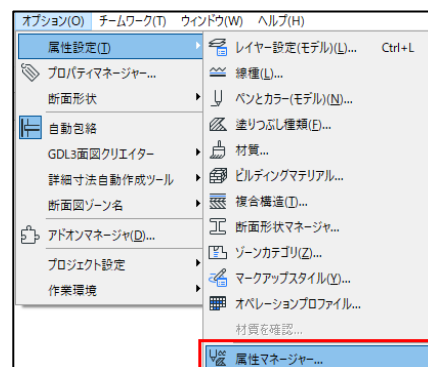 オプション(O) チームワーク(T) ウィンドウ(W) ヘルプ(H)
属性設定(T)
プロパティマネージャー...
断面形状
自動包絡
GDL3面図クリエイター
詳細寸法自動作成ツール
断面図ゾーン名
アドオンマネージャ(D)...
プロジェクト設定
作業環境
レイヤー設定(モデル)(L)... Ctrl+L
線種(L)...
ペンとカラー(モデル)(N)...
塗りつぶし種類(F)...
材質...
ビルディングマテリアル...
複合構造(T)...
断面形状マネージャ...
ゾーンカテゴリ(Z)...
マークアップスタイル(Y)...
オペレーションプロファイル...
材質を確認...
属性マネージャー...